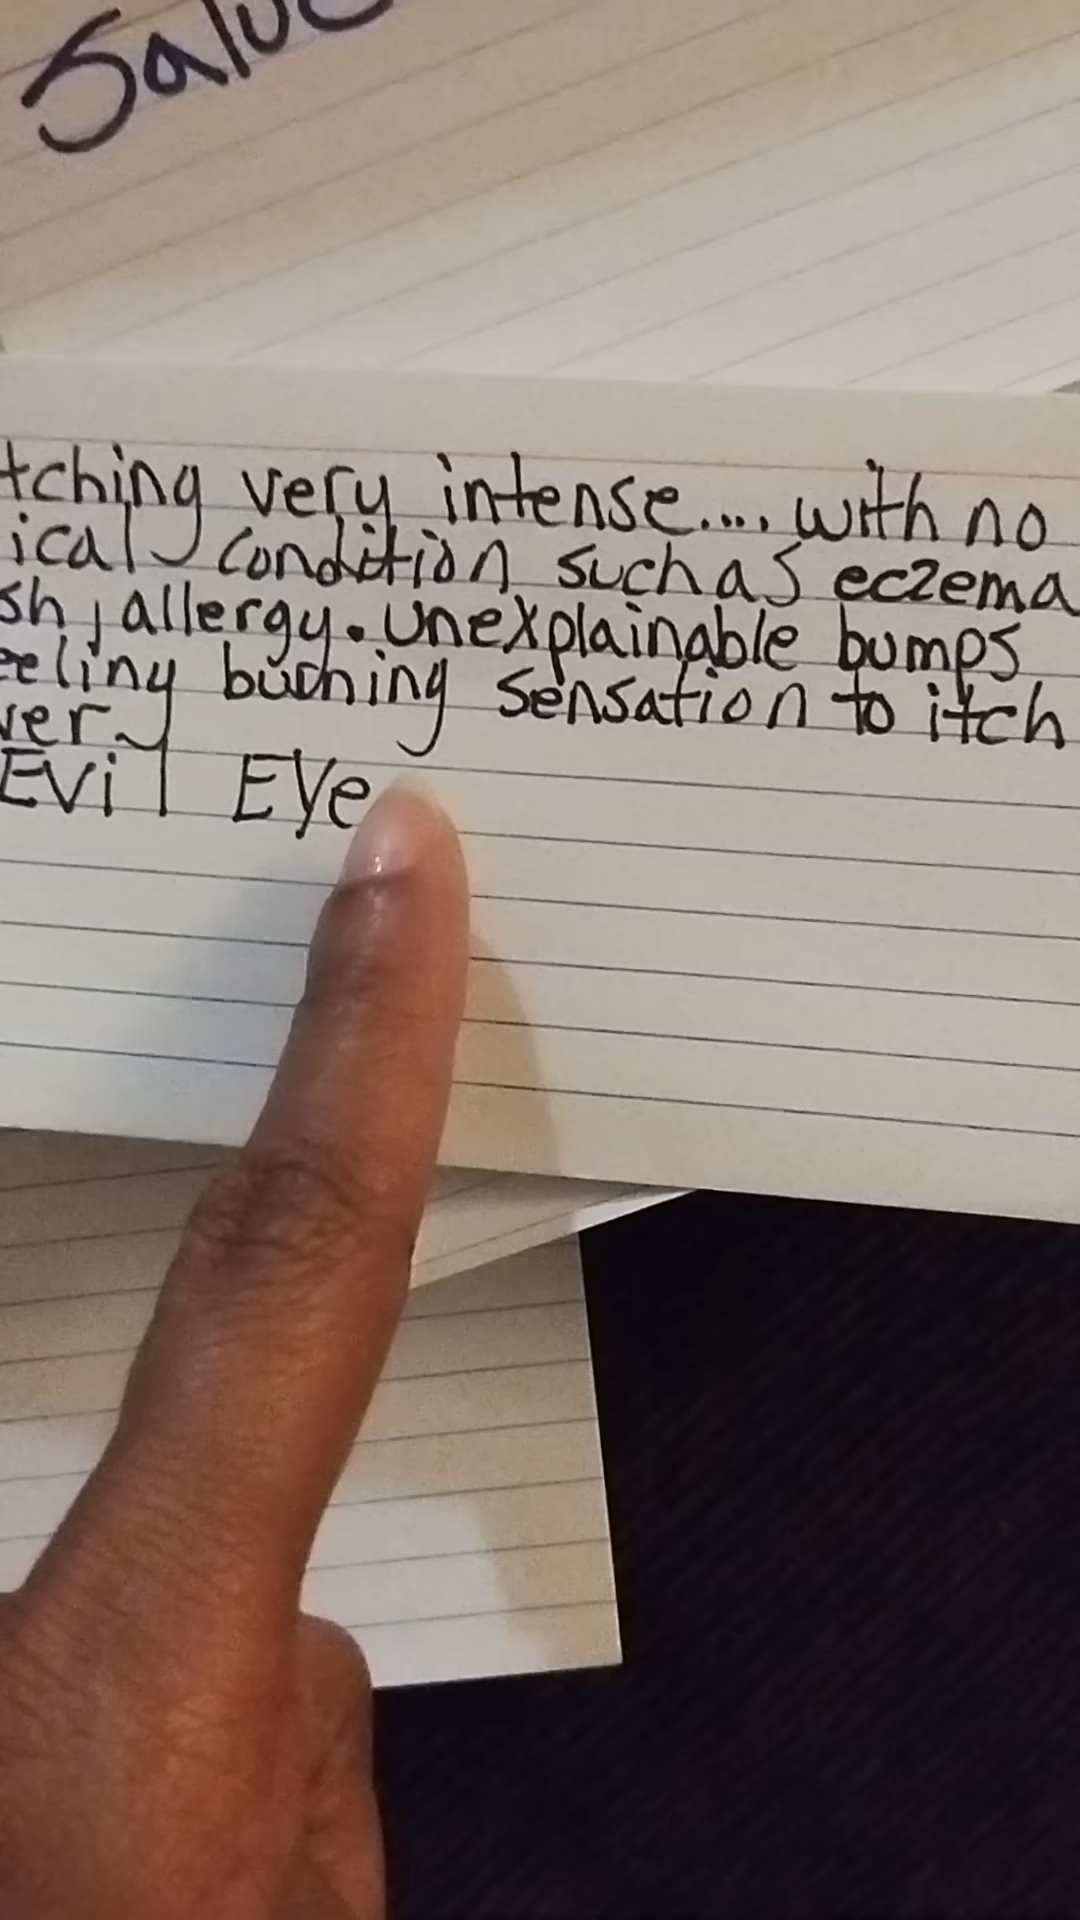 Salve
tching very intense.... with no
ical condition such as eczema
sh, allergy. Unexplainable bumps
eeling burning sensation to itch
ver.
Evil Eye